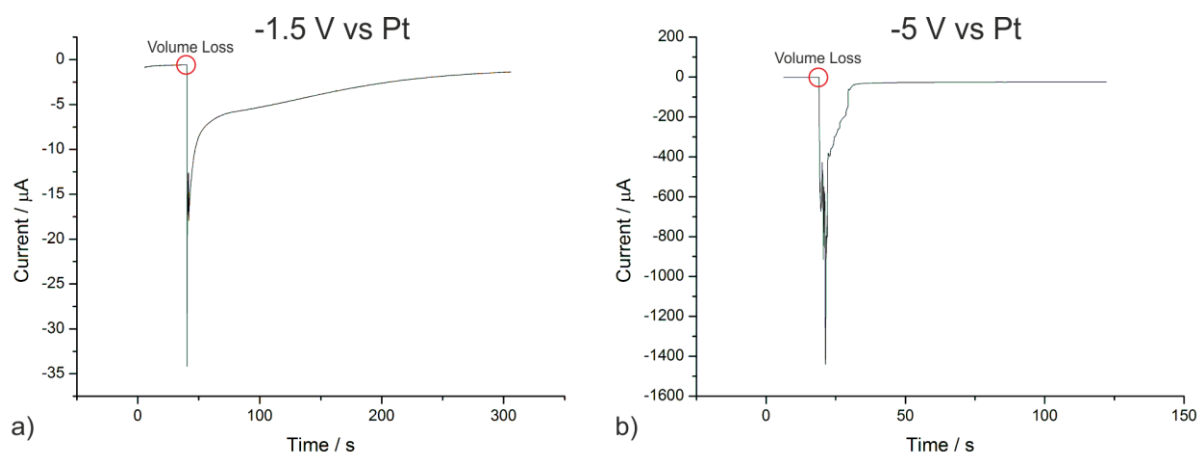 -1.5 V vs Pt
Volume Loss
0
-5
-10
-15
-20
-25
-30
-35
Current / μA
0
100
200
300
Time / s
a)
-5 V vs Pt
Volume Loss
200
0
-200
-400
-600
-800
-1000
-1200
-1400
-1600
Current / μA
0
50
100
150
Time / s
b)